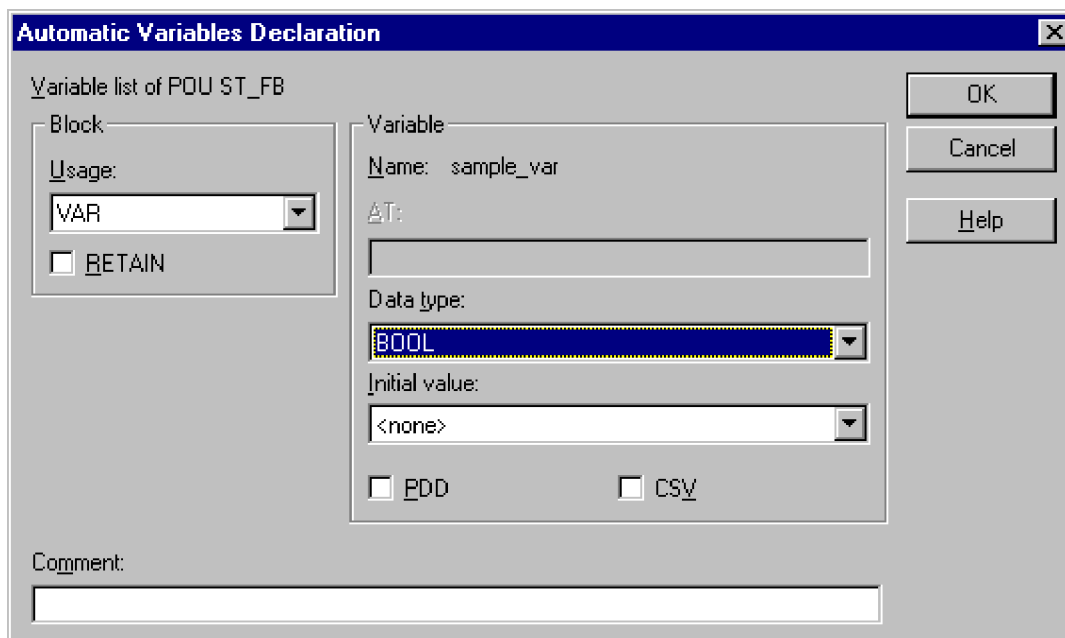 Automatic Variables Declaration
Variable list of POU ST_FB
Block
Usage:
VAR
RETAIN
Variable
Name: sample_var
AT:
Data type:
BOOL
Initial value:
<none>
PDD CSV
OK
Cancel
Help
Comment: